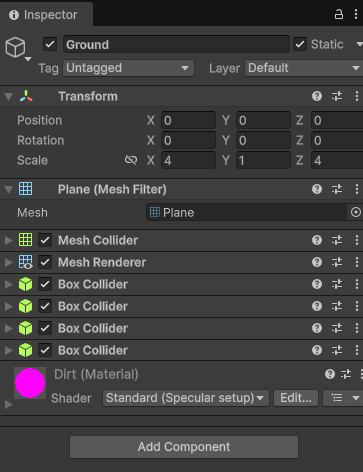 Inspector
Ground Static
Tag Untagged Layer Default
Transform
Position X 0 Y 0 Z 0
Rotation X 0 Y 0 Z 0
Scale X 4 Y 1 Z 4
Plane (Mesh Filter)
Mesh Plane
Mesh Collider
Mesh Renderer
Box Collider
Box Collider
Box Collider
Box Collider
Dirt (Material)
Shader Standard (Specular setup) Edit...
Add Component